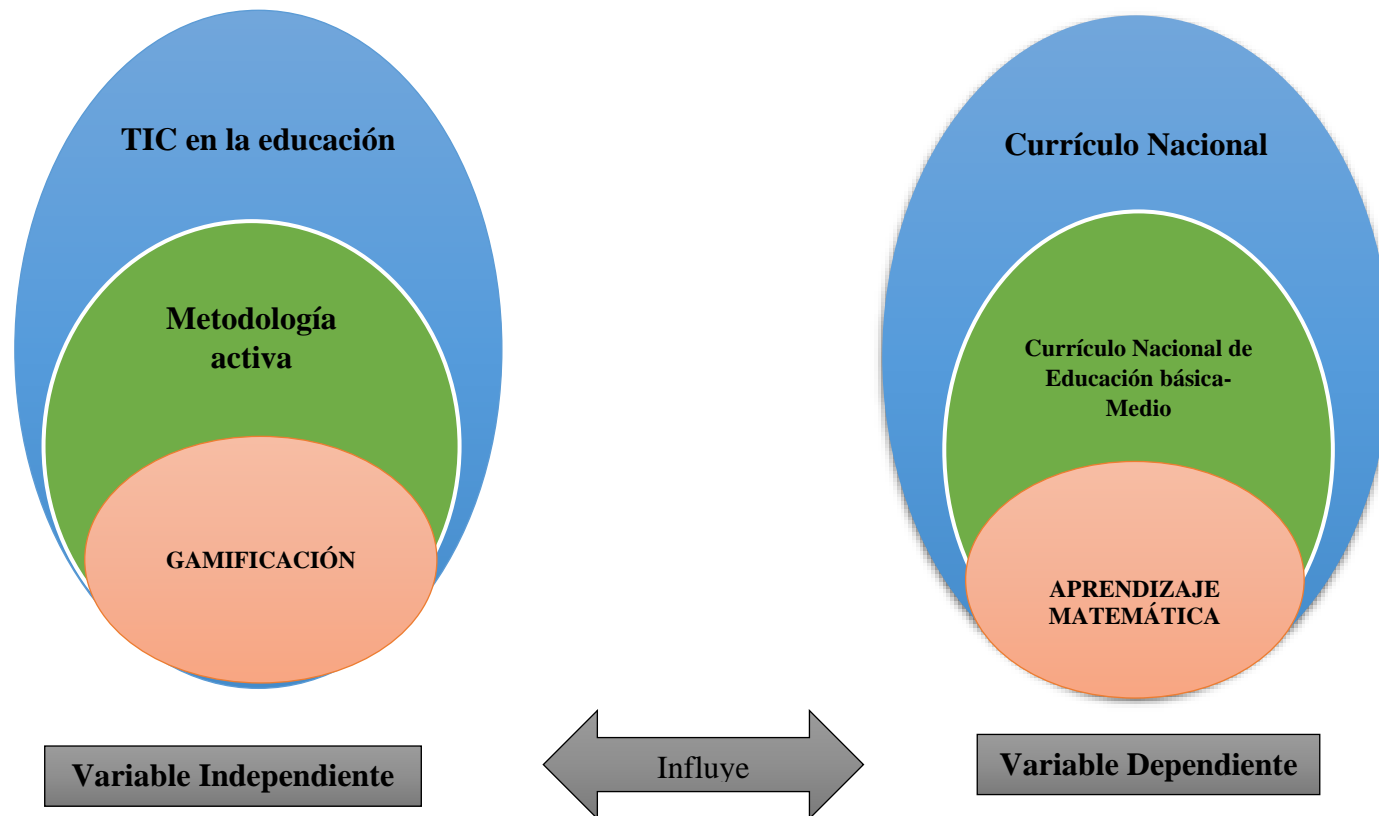 TIC en la educación
Metodología
activa
GAMIFICACIÓN
Variable Independiente
Influye
Currículo Nacional
Currículo Nacional de
Educación básica-
Medio
APRENDIZAJE
MATEMÁTICA
Variable Dependiente